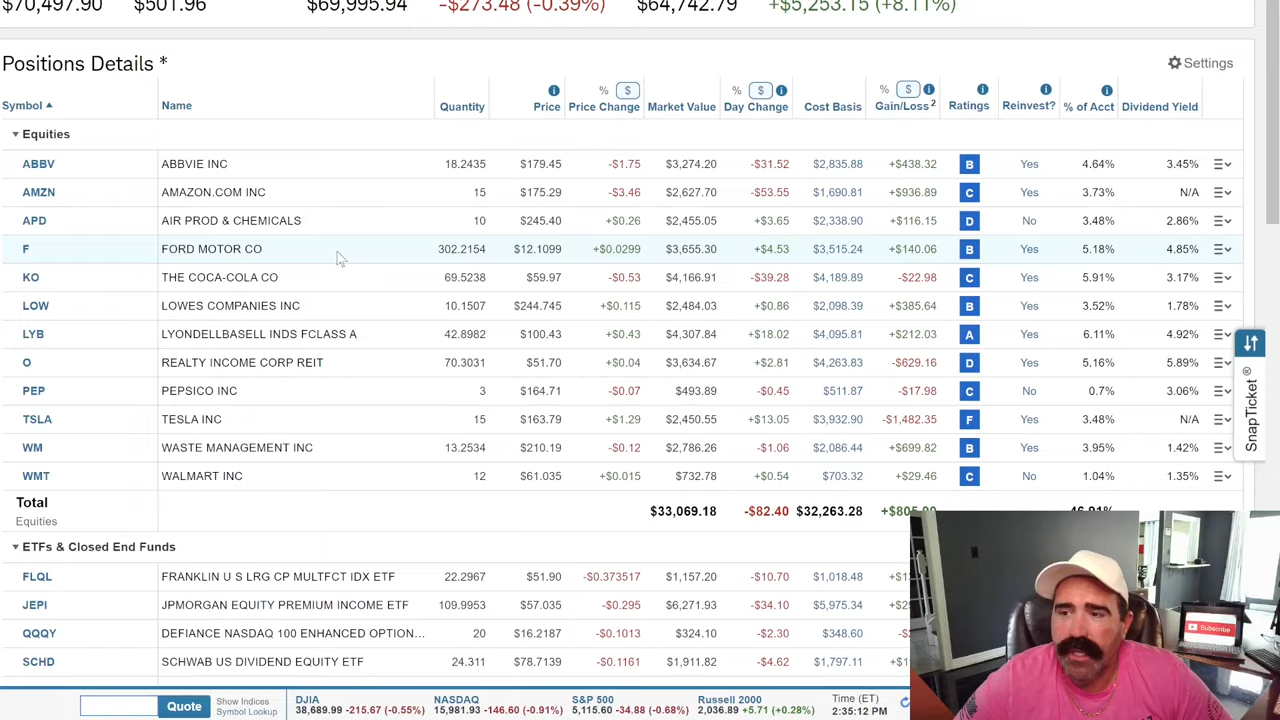 $70,497.90 $501.96 $69,995.94 -$273.48 (-0.39%) $64,742.79 +$5,253.15 (+8.11%)
Positions Details * Settings
% $ % $ % $
Symbol Name Quantity Price Price Change Market Value Day Change Cost Basis Gain/Loss 2 Ratings Reinvest? % of Acct Dividend Yield
Equities
ABBV ABBVIE INC 18.2435 $179.45 -$1.75 $3,274.20 -$31.52 $2,835.88 +$438.32 B Yes 4.64% 3.45%
AMZN AMAZON.COM INC 15 $175.29 -$3.46 $2,627.70 -$53.55 $1,690.81 +$936.89 C Yes 3.73% N/A
APD AIR PROD & CHEMICALS 10 $245.40 +$0.26 $2,455.05 +$3.65 $2,338.90 +$116.15 D No 3.48% 2.86%
F FORD MOTOR CO 302.2154 $12.1099 +$0.0299 $3,655.30 +$4.53 $3,515.24 +$140.06 B Yes 5.18% 4.85%
KO THE COCA-COLA CO 69.5238 $59.97 -$0.53 $4,166.91 -$39.28 $4,189.89 -$22.98 C Yes 5.91% 3.17%
LOW LOWES COMPANIES INC 10.1507 $244.745 +$0.115 $2,484.03 +$0.86 $2,098.39 +$385.64 B Yes 3.52% 1.78%
LYB LYONDELLBASELL INDS FCLASS A 42.8982 $100.43 +$0.43 $4,307.84 +$18.02 $4,095.81 +$212.03 A Yes 6.11% 4.92%
O REALTY INCOME CORP REIT 70.3031 $51.70 +$0.04 $3,634.67 +$2.81 $4,263.83 -$629.16 D Yes 5.16% 5.89%
PEP PEPSICO INC 3 $164.71 -$0.07 $493.89 -$0.45 $511.87 -$17.98 C No 0.7% 3.06%
TSLA TESLA INC 15 $163.79 +$1.29 $2,450.55 +$13.05 $3,932.90 -$1,482.35 F Yes 3.48% N/A
WM WASTE MANAGEMENT INC 13.2534 $210.19 -$0.12 $2,786.26 -$1.06 $2,086.44 +$699.82 B Yes 3.95% 1.42%
WMT WALMART INC 12 $61.035 +$0.015 $732.78 +$0.54 $703.32 +$29.46 C No 1.04% 1.35%
SnapTicket ®
Total $33,069.18 -$82.40 $32,263.28
Equities
ETFs & Closed End Funds
FLQL FRANKLIN U S LRG CP MULTFCT IDX ETF 22.2967 $51.90 -$0.373517 $1,157.20 -$10.70 $1,018.48
JEPI JPMORGAN EQUITY PREMIUM INCOME ETF 109.9953 $57.035 -$0.295 $6,271.93 -$34.10 $5,975.34
QQQY DEFIANCE NASDAQ 100 ENHANCED OPTION... 20 $16.2187 -$0.1013 $324.10 -$2.30 $348.60
SCHD SCHWAB US DIVIDEND EQUITY ETF 24.311 $78.7139 -$0.1161 $1,911.82 -$4.62 $1,797.11
Subscribe
Quote Show Indices Symbol Lookup
DJIA NASDAQ S&P 500 Russell 2000 Time (ET)
38,689.99 -215.67 (-0.55%) 15,981.93 -146.60 (-0.91%) 5,115.60 -34.88 (-0.68%) 2,036.89 +5.71 (+0.28%) 2:35:12 PM